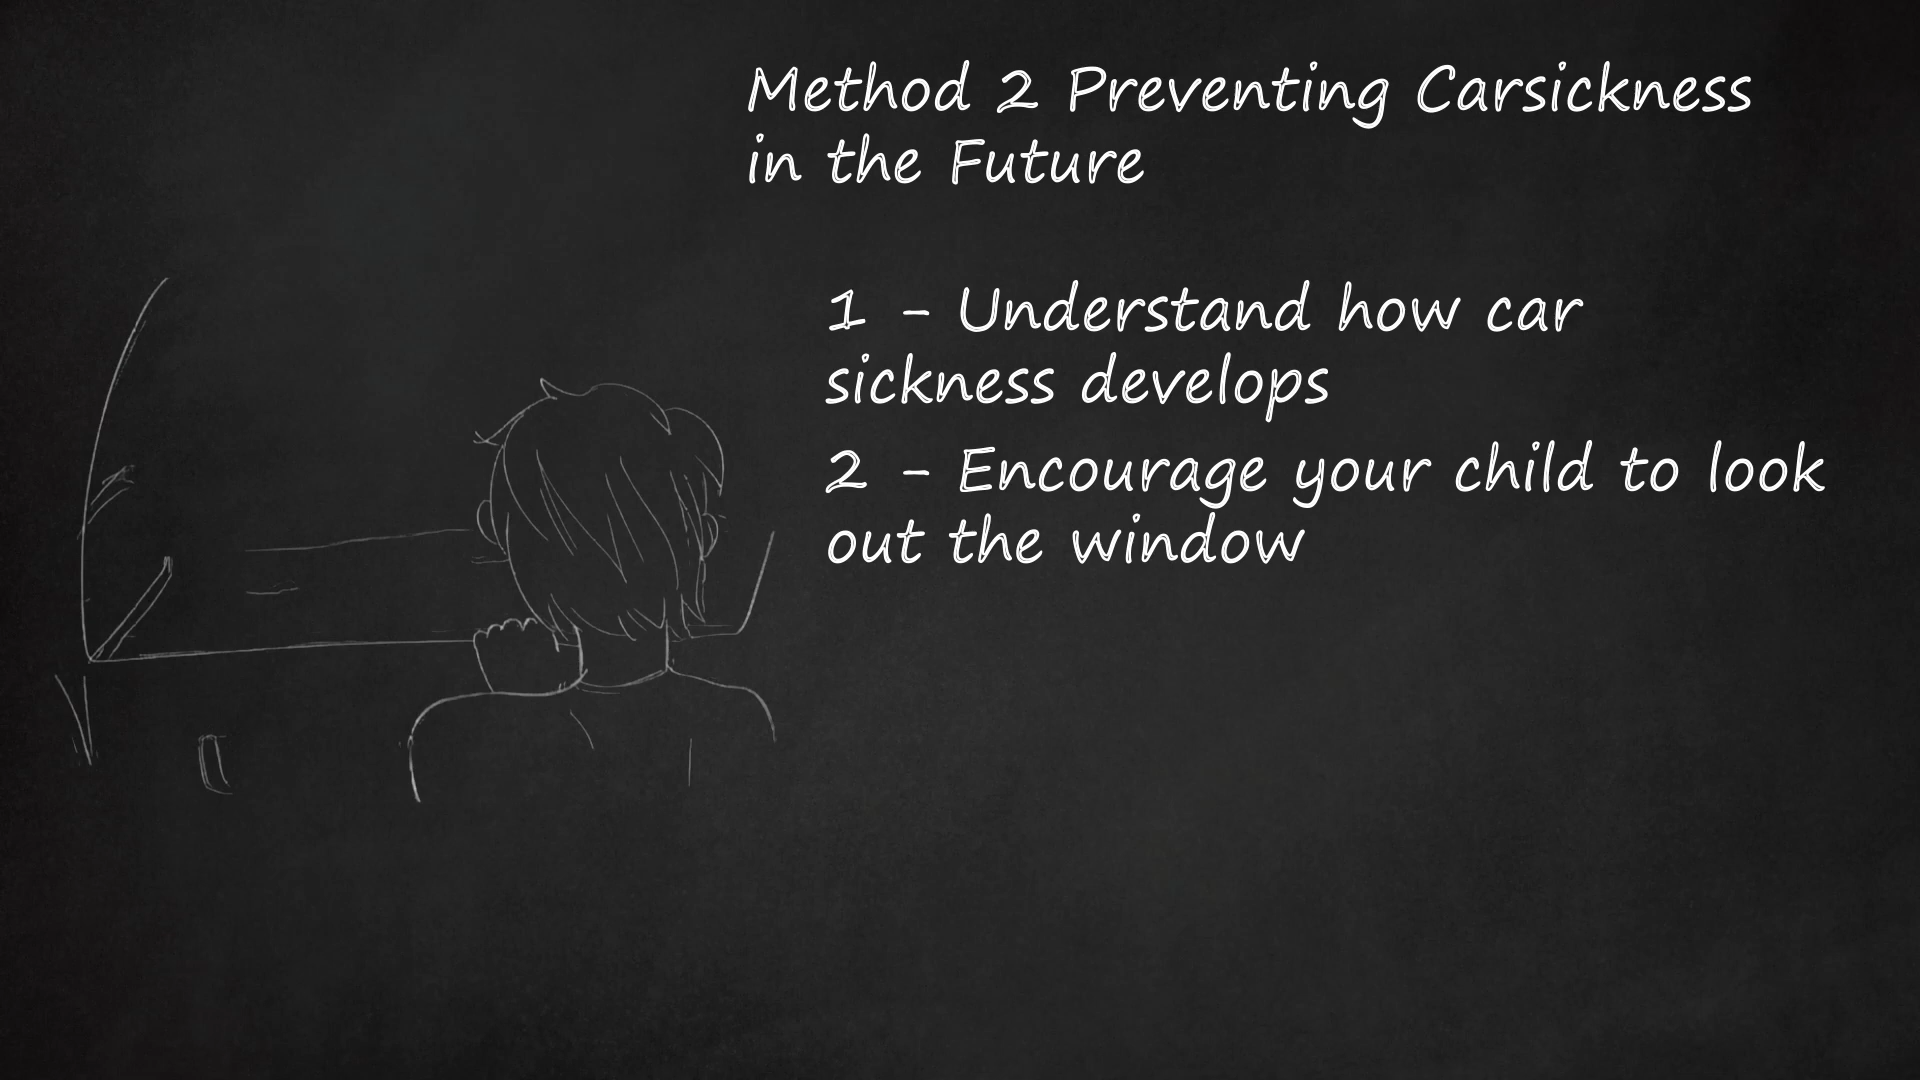 Method 2 Preventing Carsickness
in the Future
1 - Understand how car
sickness develops
2 - Encourage your child to look
out the window